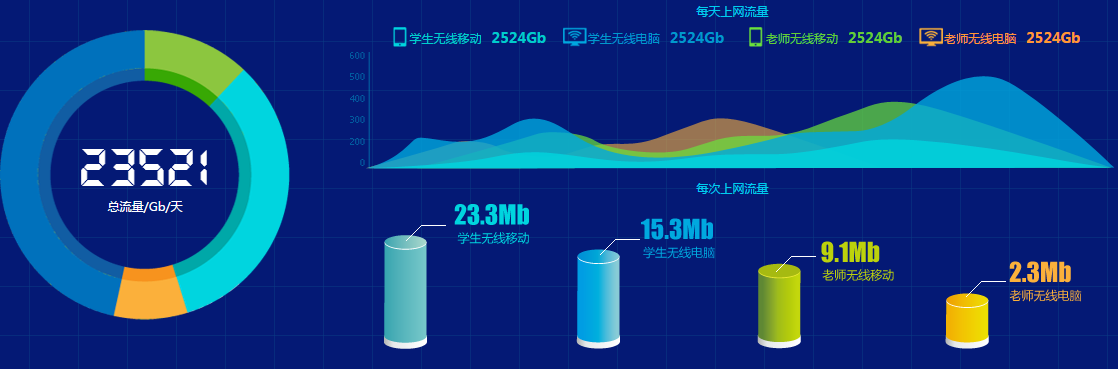 23521
总流量/Gb/天
每天上网流量
学生无线移动 2524Gb
学生无线电脑 2524Gb
老师无线移动 2524Gb
老师无线电脑 2524Gb
600
500
400
300
200
0
每次上网流量
23.3Mb
学生无线移动
15.3Mb
学生无线电脑
9.1Mb
老师无线移动
2.3Mb
老师无线电脑